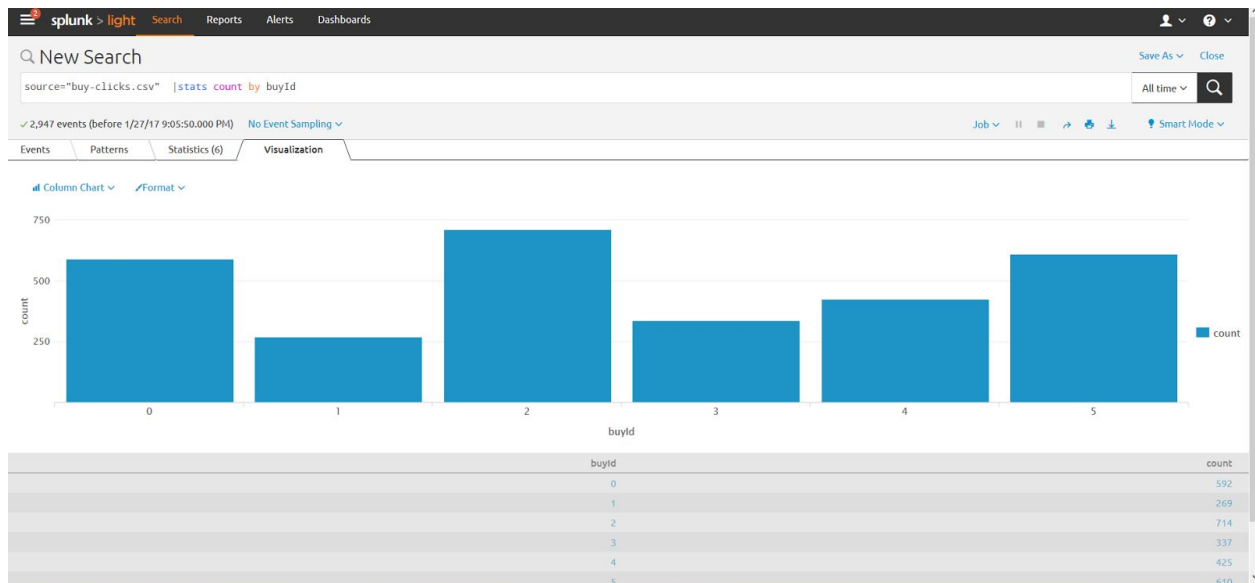 2
splunk > light Search Reports Alerts Dashboards
New Search
Save As Close
source="buy-clicks.csv" |stats count by buyId
All time
2,947 events (before 1/27/17 9:05:50.000 PM) No Event Sampling Job Smart Mode
Events Patterns Statistics (6) Visualization
Column Chart Format
750
500
250
count
0 1 2 3 4 5
buyId
count
buyId count
0 592
1 269
2 714
3 337
4 425
5 610